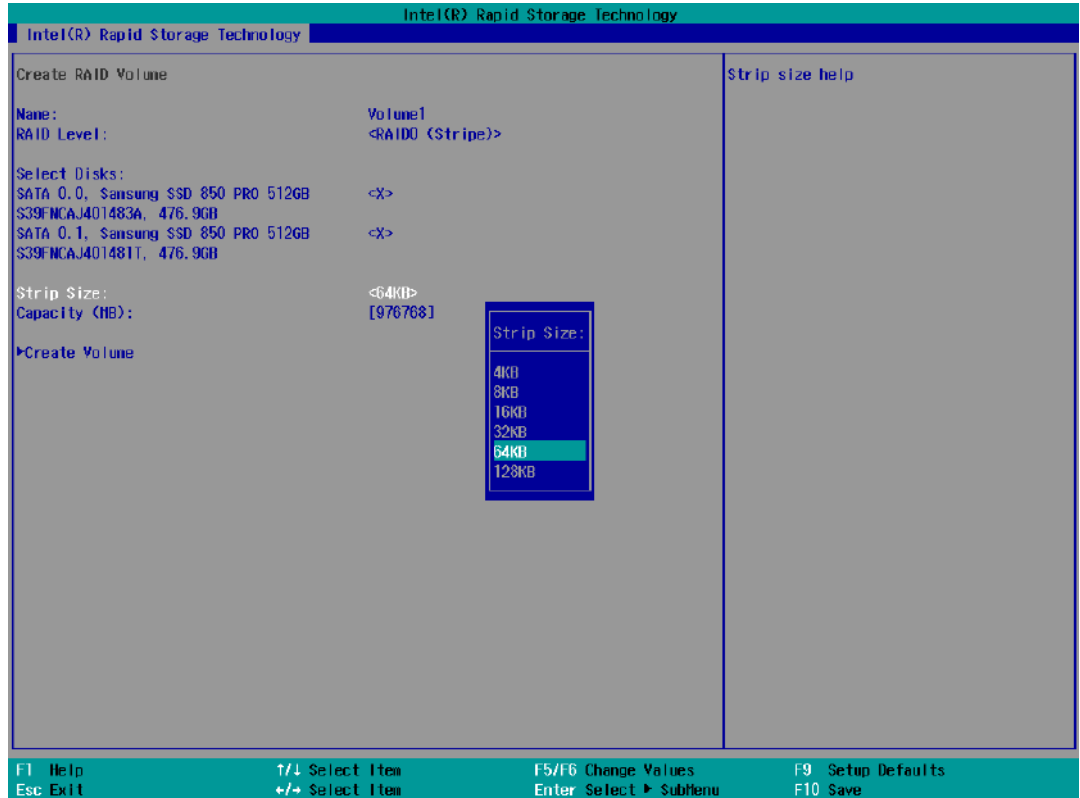 Intel(R) Rapid Storage Technology
Intel(R) Rapid Storage Technology
Create RAID Volume
Strip size help
Name: Volume1
RAID Level: <RAID0 (Stripe)>
Select Disks:
SATA 0.0, Samsung SSD 850 PRO 512GB <X>
S39FNCAJ401483A, 476.9GB
SATA 0.1, Samsung SSD 850 PRO 512GB <X>
S39FNCAJ401481T, 476.9GB
Strip Size: <64KB>
Capacity (MB): [976768]
►Create Volume
Strip Size:
4KB
8KB
16KB
32KB
64KB
128KB
F1 Help ↑/↓ Select Item F5/F6 Change Values F9 Setup Defaults
Esc Exit ←/→ Select Item Enter Select ► SubMenu F10 Save